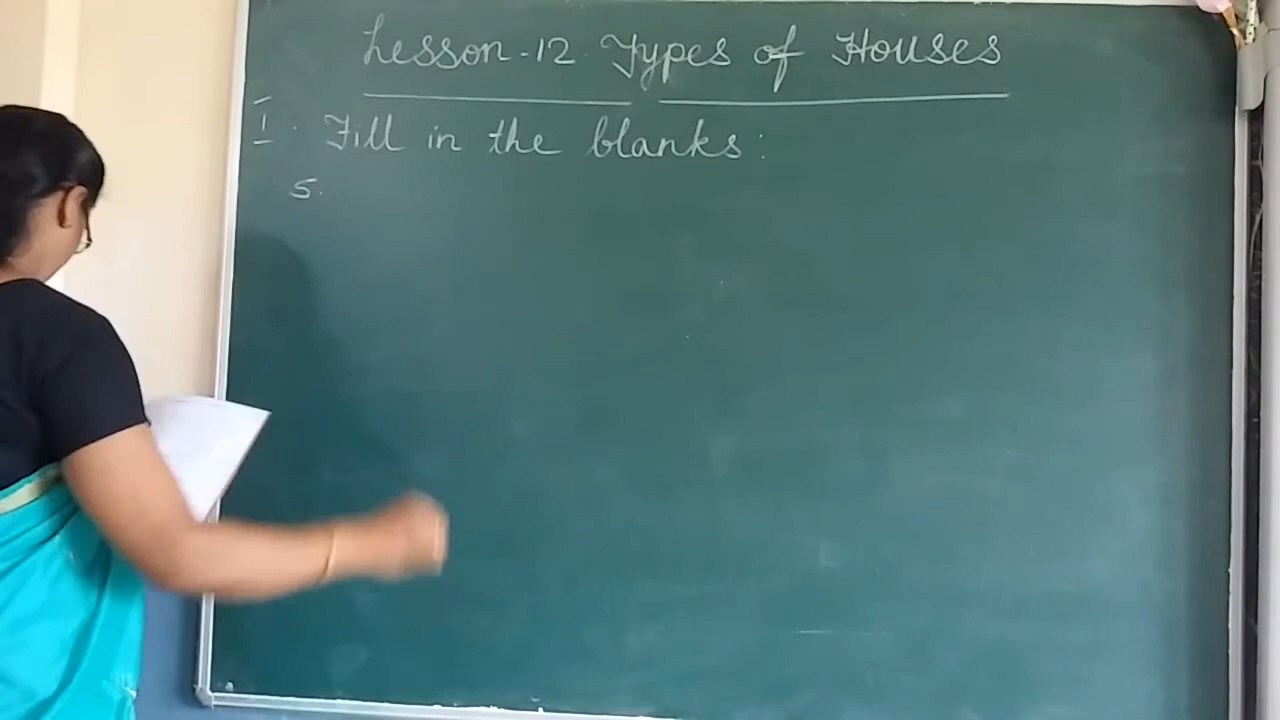 Lesson-12 Types of Houses
I. Fill in the blanks:
5.